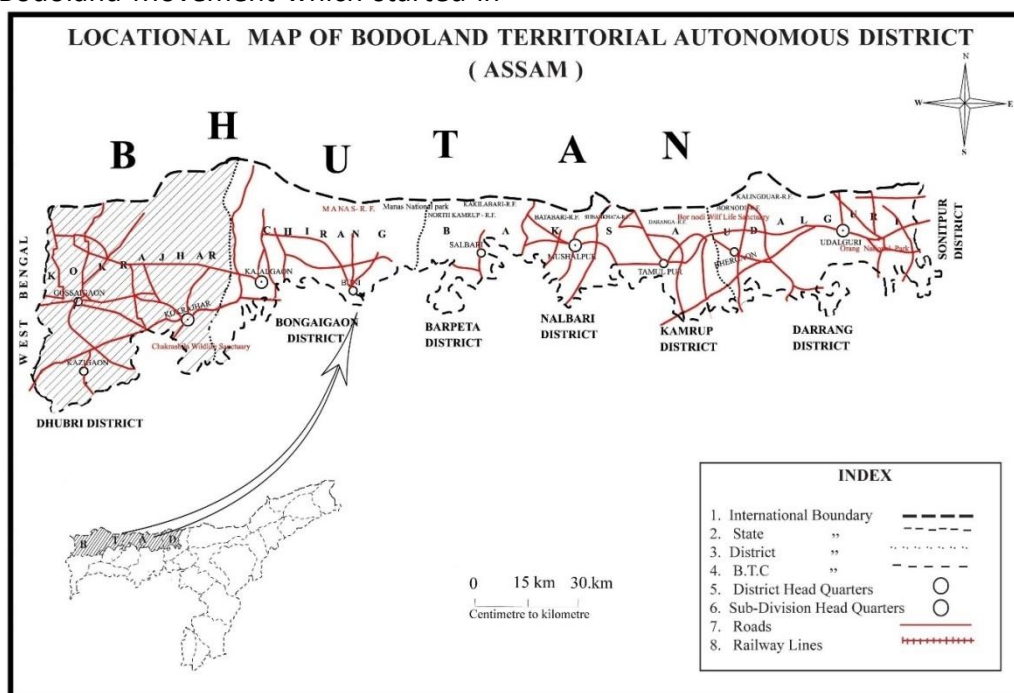 Bodoland movement which started in
LOCATIONAL MAP OF BODOLAND TERRITORIAL AUTONOMOUS DISTRICT
( ASSAM )
N
W
E
S
B H U T A N
KALINGDUAR-R.F.
MANAS- R. F.
Manas National park
KAKILABARI-R.F.
NORTH KAMRUP - R.F.
BATABARI-R.F.
DARANGA-R.F.
Bor nodi Wilf Life Sanctuary
KOKRAJHAR
CHIRANG
BAKSA
UDALGURI
SALBARI
MUSHALPUR
TAMULPUR
BHERGAON
UDALGURI
Orang National Park
GOSSAIGAON
KAJALGAON
KOKRAJHAR
Chakrashila Wildlife Sanctuary
KAZIGAON
WEST BENGAL
SONITPUR DISTRICT
BONGAIGAON
DISTRICT
BARPETA
DISTRICT
NALBARI
DISTRICT
KAMRUP
DISTRICT
DARRANG
DISTRICT
DHUBRI DISTRICT
B T A D
0 15 km 30.km
Centimetre to kilometre
INDEX
1. International Boundary
2. State ,,
3. District ,,
4. B.T.C ,,
5. District Head Quarters
6. Sub-Division Head Quarters
7. Roads
8. Railway Lines